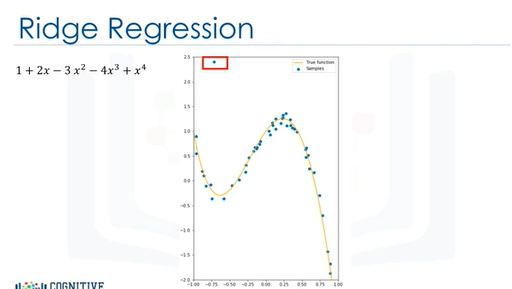 Ridge Regression
1 + 2x − 3 x² − 4x³ + x⁴
2.5
True function
Samples
2.0
1.5
1.0
0.5
0.0
−0.5
−1.0
−1.5
−2.0
−1.00 −0.75 −0.50 −0.25 0.00 0.25 0.50 0.75 1.00
COGNITIVE